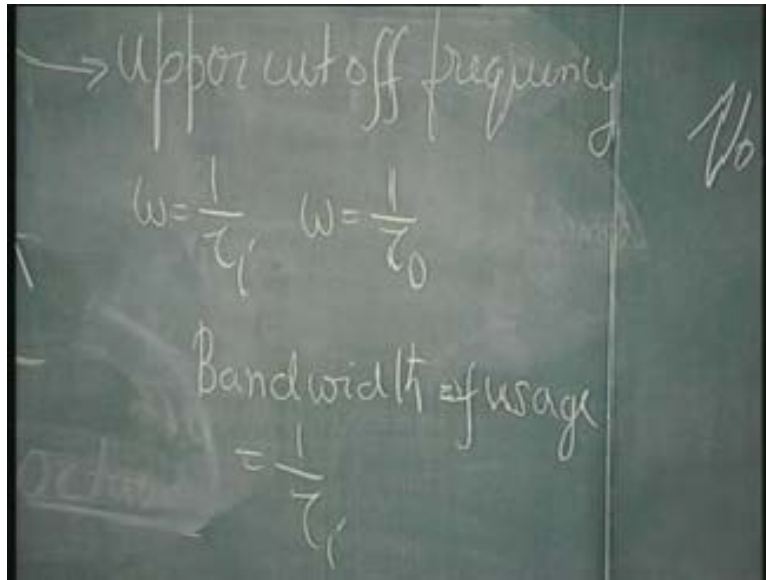 → Uppor cut off frequency
V₀
ω = 1/τᵢ ω = 1/τ₀
Bandwidth of usage
= 1/τᵢ